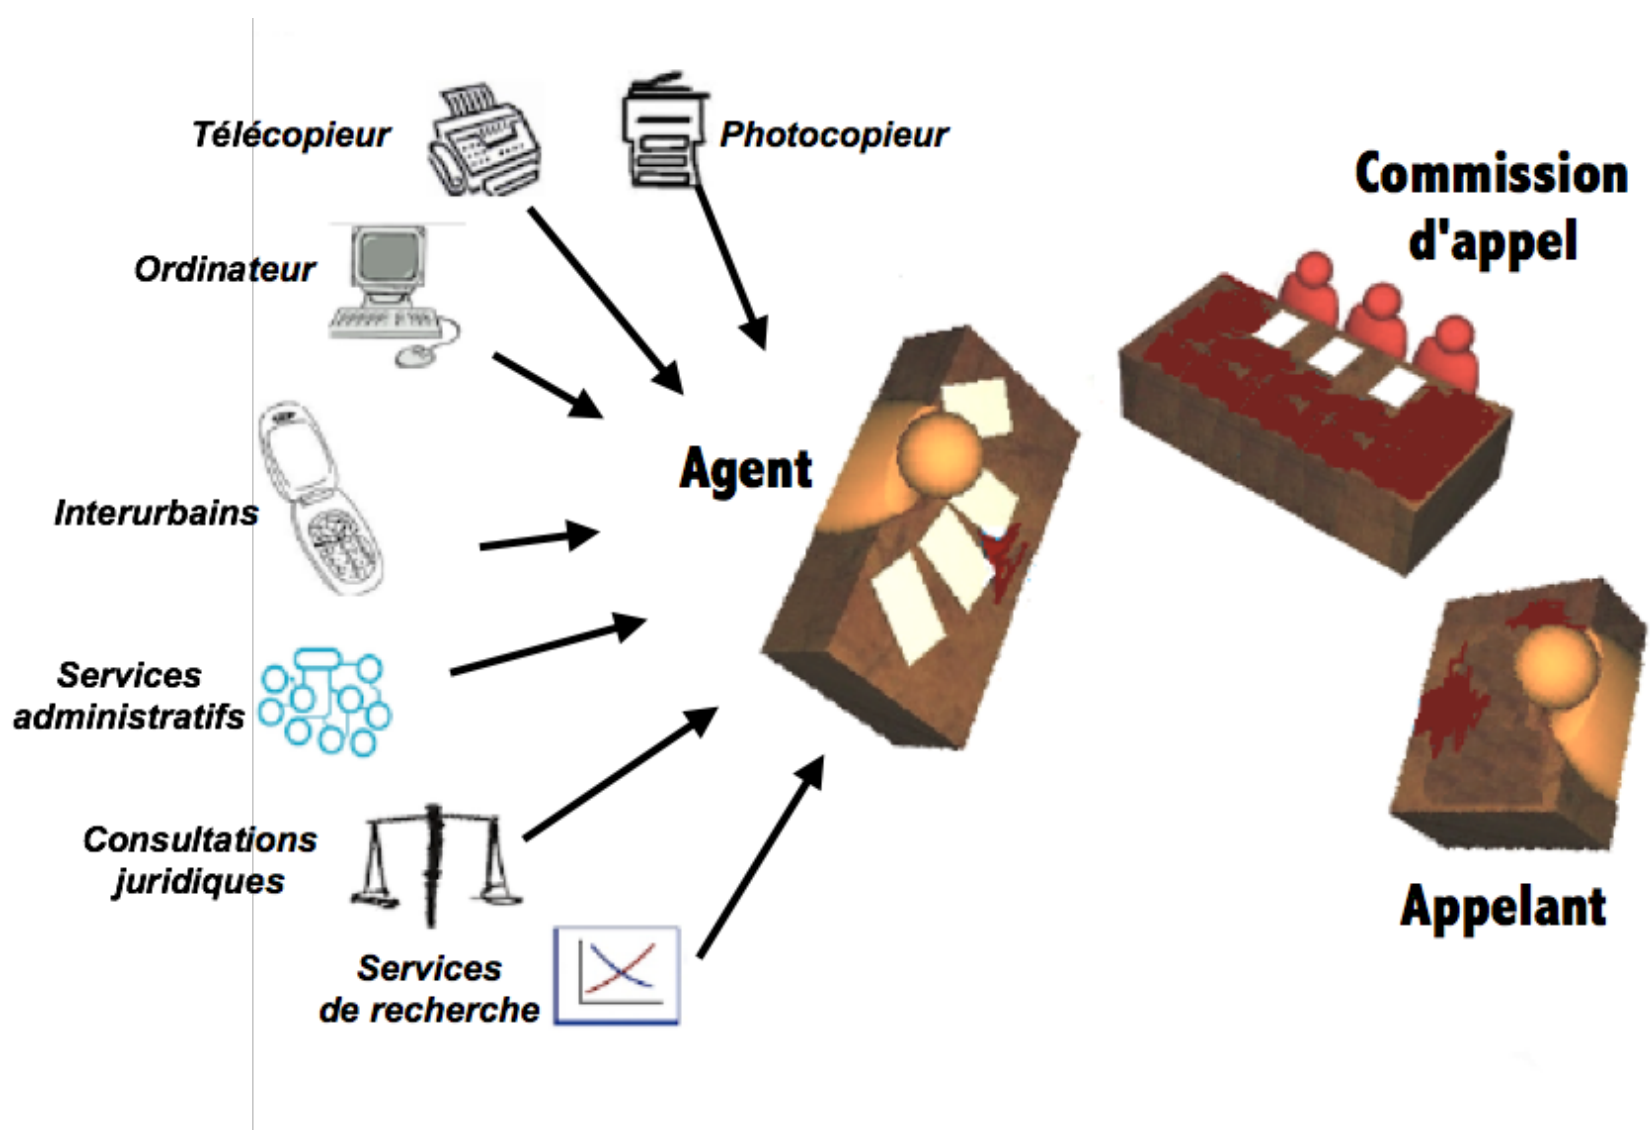 Télécopieur
Photocopieur
Commission
d'appel
Ordinateur
Agent
Interurbains
Services
administratifs
Consultations
juridiques
Appelant
Services
de recherche